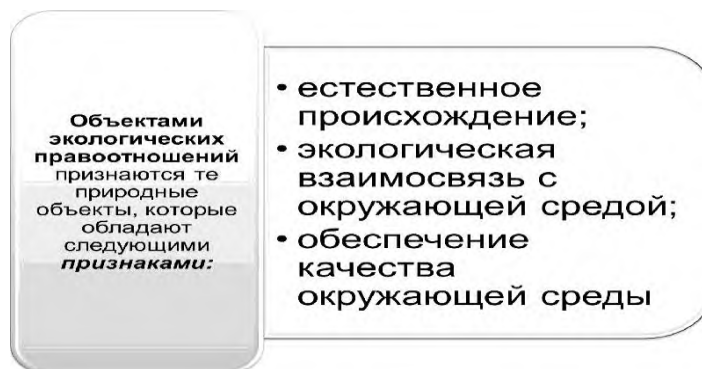 Объектами
экологических
правоотношений
признаются те
природные
объекты, которые
обладают
следующими
признаками:
• естественное
происхождение;
• экологическая
взаимосвязь с
окружающей средой;
• обеспечение
качества
окружающей среды